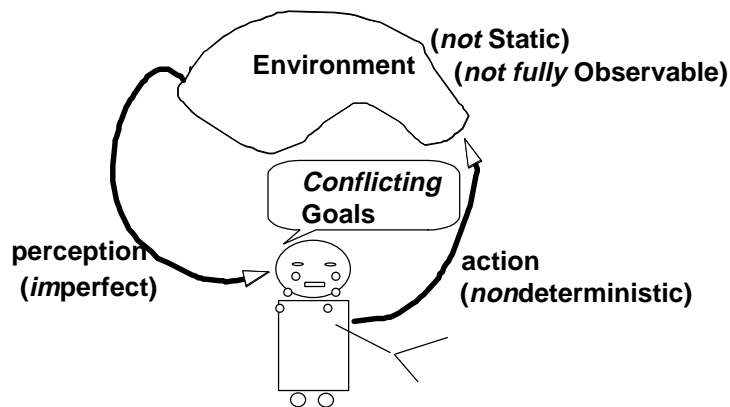 Environment
(not Static)
(not fully Observable)
Conflicting
Goals
perception
(imperfect)
action
(nondeterministic)